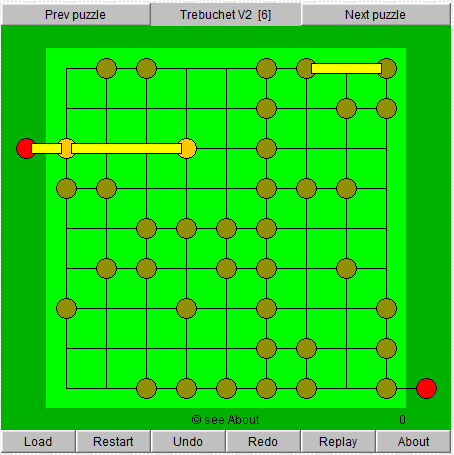 Prev puzzle Trebuchet V2 [6] Next puzzle
© see About 0
Load Restart Undo Redo Replay About